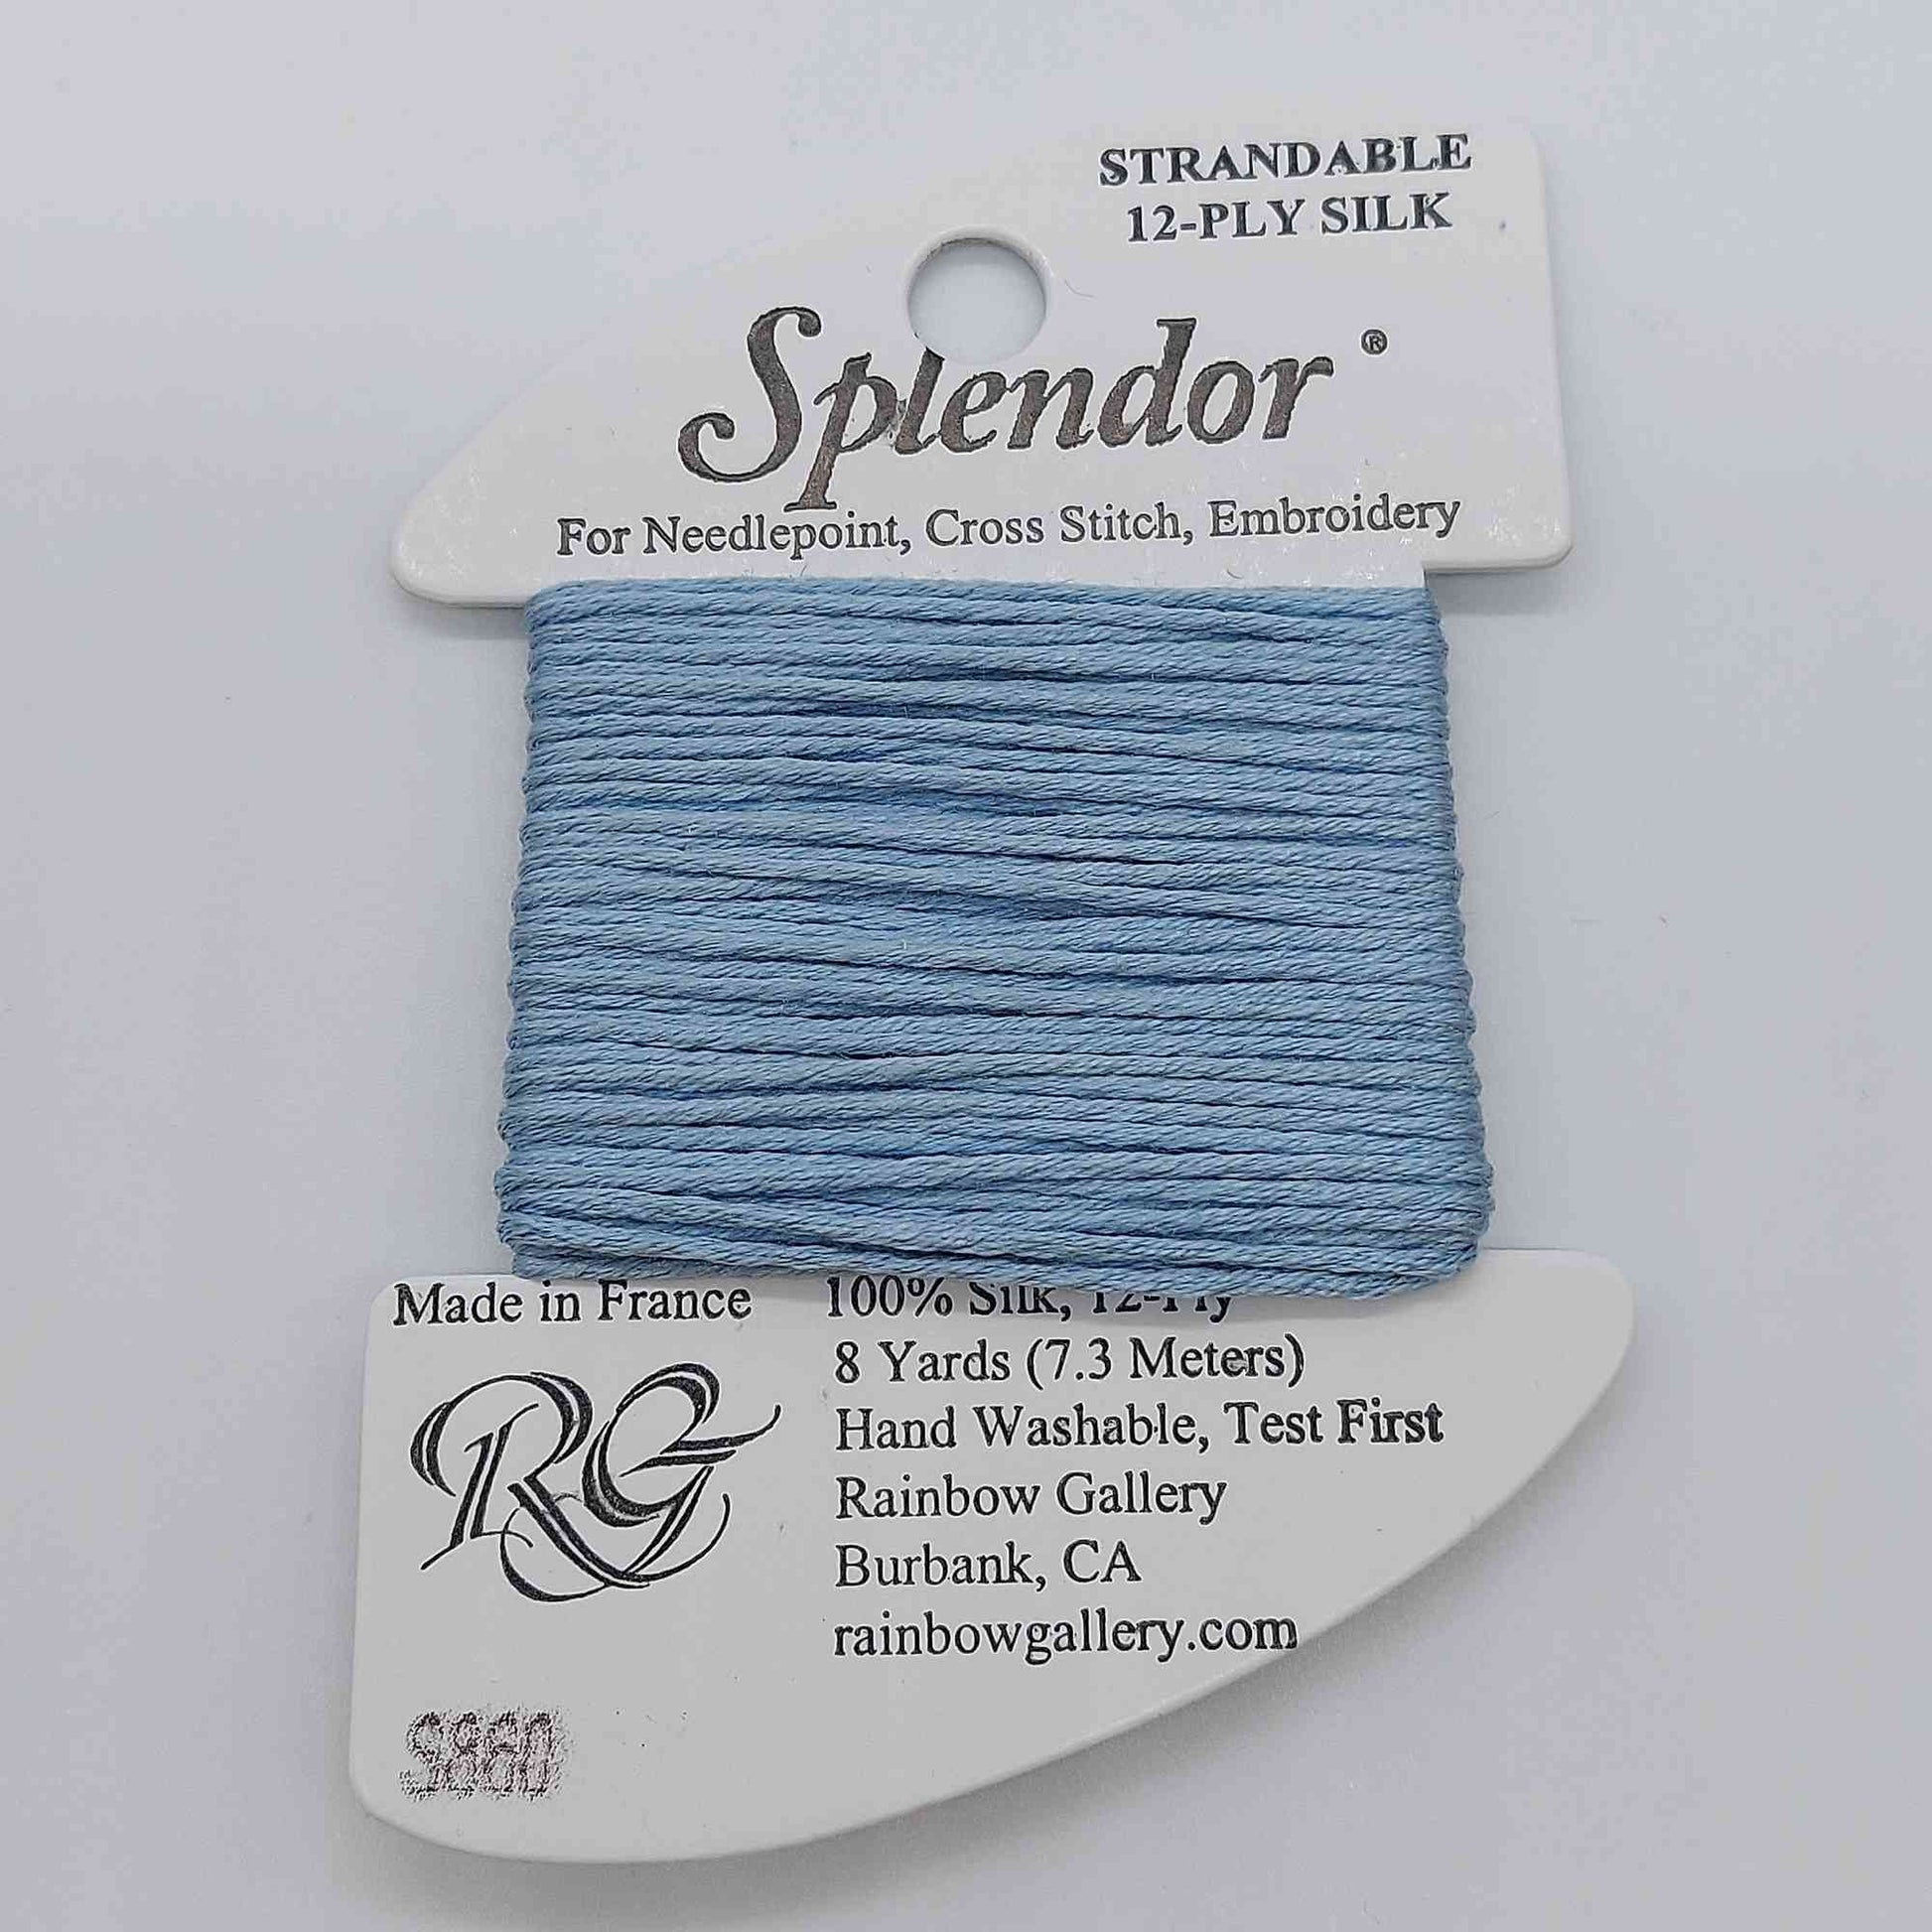 STRANDABLE
12-PLY SILK
Splendor ®
For Needlepoint, Cross Stitch, Embroidery
Made in France
100% Silk, 12-Ply
8 Yards (7.3 Meters)
Hand Washable, Test First
Rainbow Gallery
Burbank, CA
rainbowgallery.com
RG